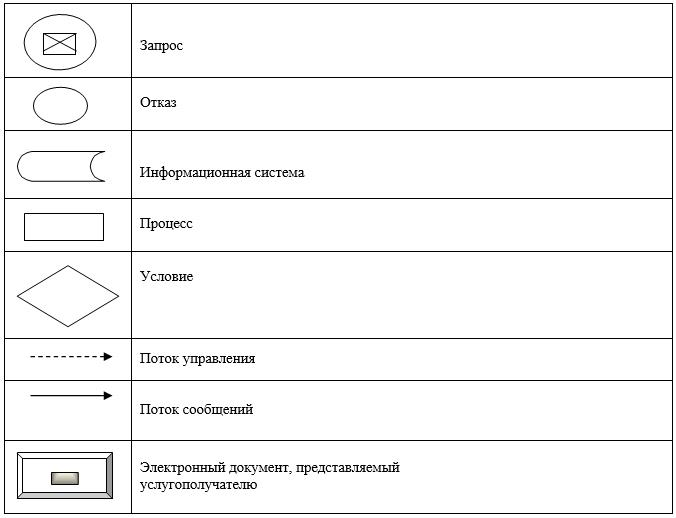 Запрос
Отказ
Информационная система
Процесс
Условие
Поток управления
Поток сообщений
Электронный документ, представляемый
услугополучателю